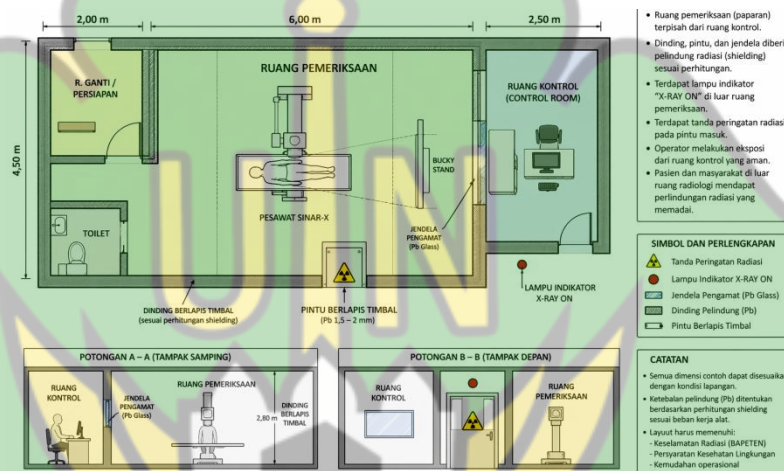 2,00 m
6,00 m
2,50 m
4,50 m
R. GANTI /
PERSIAPAN
RUANG PEMERIKSAAN
RUANG KONTROL
(CONTROL ROOM)
BUCKY
STAND
PESAWAT SINAR-X
JENDELA
PENGAMAT
(Pb Glass)
TOILET
DINDING BERLAPIS TIMBAL
(sesuai perhitungan shielding)
PINTU BERLAPIS TIMBAL
(Pb 1,5 – 2 mm)
LAMPU INDIKATOR
X-RAY ON
• Ruang pemeriksaan (paparan)
terpisah dari ruang kontrol.
• Dinding, pintu, dan jendela diberi
pelindung radiasi (shielding)
sesuai perhitungan.
• Terdapat lampu indikator
"X-RAY ON" di luar ruang
pemeriksaan.
• Terdapat tanda peringatan radiasi
pada pintu masuk.
• Operator melakukan eksposi
dari ruang kontrol yang aman.
• Pasien dan masyarakat di luar
ruang radiologi mendapat
perlindungan radiasi yang
memadai.
SIMBOL DAN PERLENGKAPAN
Tanda Peringatan Radiasi
Lampu Indikator X-RAY ON
Jendela Pengamat (Pb Glass)
Dinding Pelindung (Pb)
Pintu Berlapis Timbal
POTONGAN A – A (TAMPAK SAMPING)
RUANG
KONTROL
JENDELA
PENGAMAT
(Pb Glass)
RUANG PEMERIKSAAN
2,80 m
DINDING
BERLAPIS
TIMBAL
POTONGAN B – B (TAMPAK DEPAN)
RUANG
KONTROL
RUANG
PEMERIKSAAN
CATATAN
• Semua dimensi contoh dapat disesuaika
dengan kondisi lapangan.
• Ketebalan pelindung (Pb) ditentukan
berdasarkan perhitungan shielding
sesuai beban kerja alat.
• Layuut harus memenuhi:
- Keselamatan Radiasi (BAPETEN)
- Persyaratan Kesehatan Lingkungan
- Kemudahan operasional
UIN